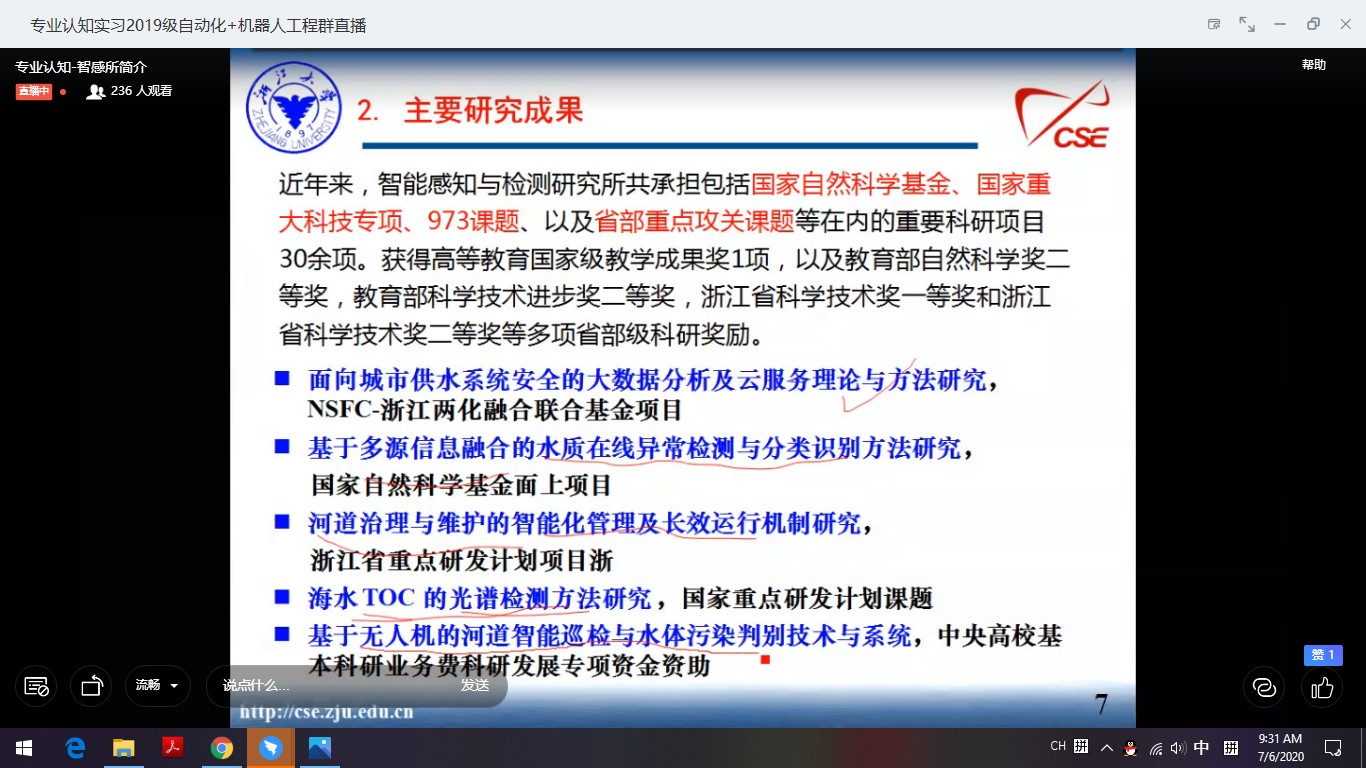 专业认知实习2019级自动化+机器人工程群直播
专业认知-智感所简介
直播中
236 人观看
帮助
浙江大学
ZHEJIANG UNIVERSITY
1897
2. 主要研究成果
CSE
近年来，智能感知与检测研究所共承担包括国家自然科学基金、国家重
大科技专项、973课题、以及省部重点攻关课题等在内的重要科研项目
30余项。获得高等教育国家级教学成果奖1项，以及教育部自然科学奖二
等奖，教育部科学技术进步奖二等奖，浙江省科学技术奖一等奖和浙江
省科学技术奖二等奖等多项省部级科研奖励。
■ 面向城市供水系统安全的大数据分析及云服务理论与方法研究，
NSFC-浙江两化融合联合基金项目
■ 基于多源信息融合的水质在线异常检测与分类识别方法研究，
国家自然科学基金面上项目
■ 河道治理与维护的智能化管理及长效运行机制研究，
浙江省重点研发计划项目浙
■ 海水 TOC 的光谱检测方法研究，国家重点研发计划课题
■ 基于无人机的河道智能巡检与水体污染判别技术与系统，中央高校基
本科研业务费科研发展专项资金资助
赞 1
流畅
说点什么...
发送
http://cse.zju.edu.cn
7
CH
拼
中
拼
9:31 AM
7/6/2020